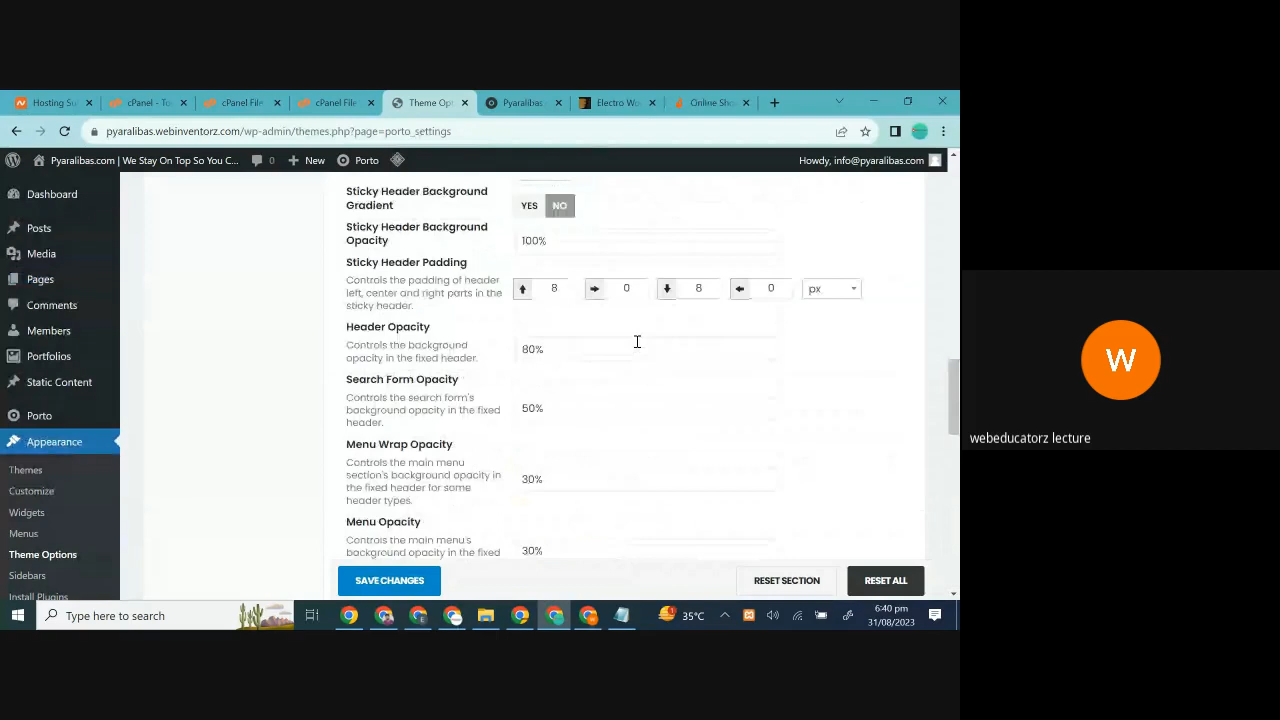 Hosting Su
cPanel - To
cPanel File
cPanel File
Theme Opt
Pyaralibas
Electro Wo
Online Sho
pyaralibas.webinventorz.com/wp-admin/themes.php?page=porto_settings
Pyaralibas.com | We Stay On Top So You C...
0
New
Porto
Howdy, info@pyaralibas.com
Dashboard
Posts
Media
Pages
Comments
Members
Portfolios
Static Content
Porto
Appearance
Themes
Customize
Widgets
Menus
Theme Options
Sidebars
Install Plugins
Sticky Header Background
Gradient
YES NO
Sticky Header Background
Opacity
100%
Sticky Header Padding
Controls the padding of header
left, center and right parts in the
sticky header.
8 0 8 0 px
Header Opacity
Controls the background
opacity in the fixed header.
80%
Search Form Opacity
Controls the search form's
background opacity in the fixed
header.
50%
Menu Wrap Opacity
Controls the main menu
section's background opacity in
the fixed header for some
header types.
30%
Menu Opacity
Controls the main menu's
background opacity in the fixed
30%
SAVE CHANGES
RESET SECTION
RESET ALL
Type here to search
35°C
6:40 pm
31/08/2023
W
webeducatorz lecture